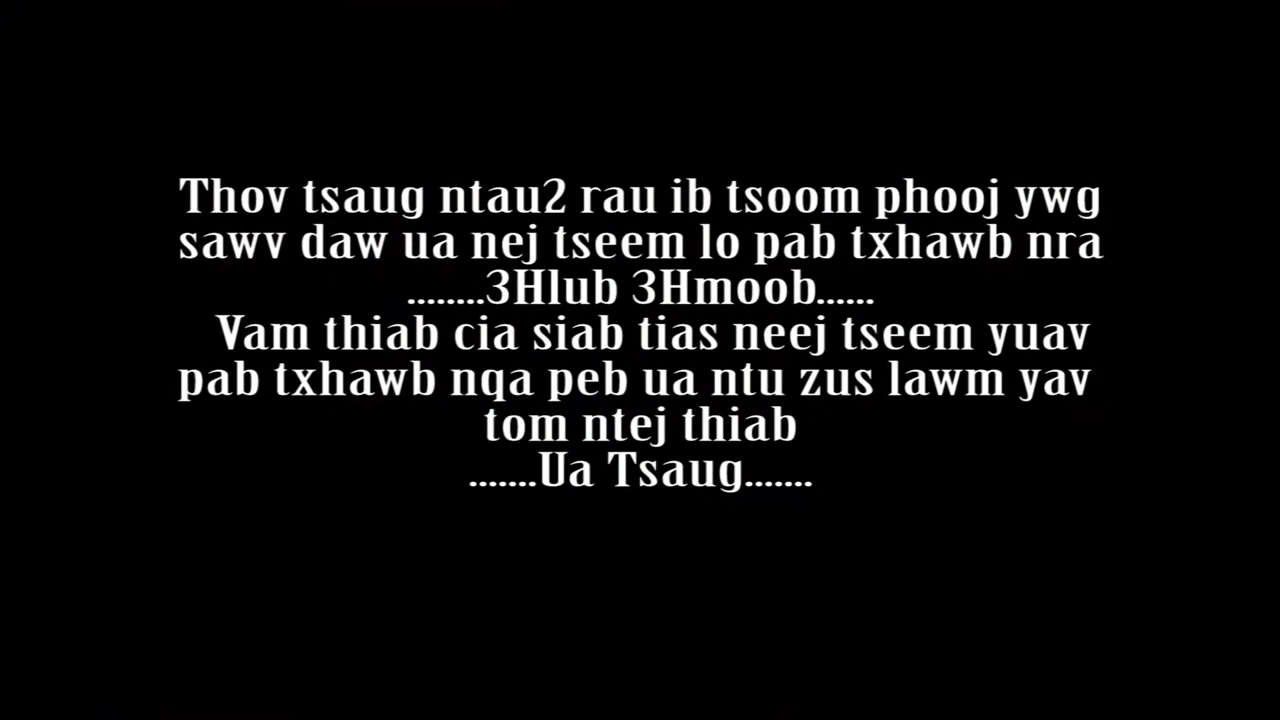 Thov tsaug ntau2 rau ib tsoom phooj ywg
sawv daw ua nej tseem lo pab txhawb nra
........3Hlub 3Hmoob......
Vam thiab cia siab tias neej tseem yuav
pab txhawb nqa peb ua ntu zus lawm yav
tom ntej thiab
.......Ua Tsaug.......